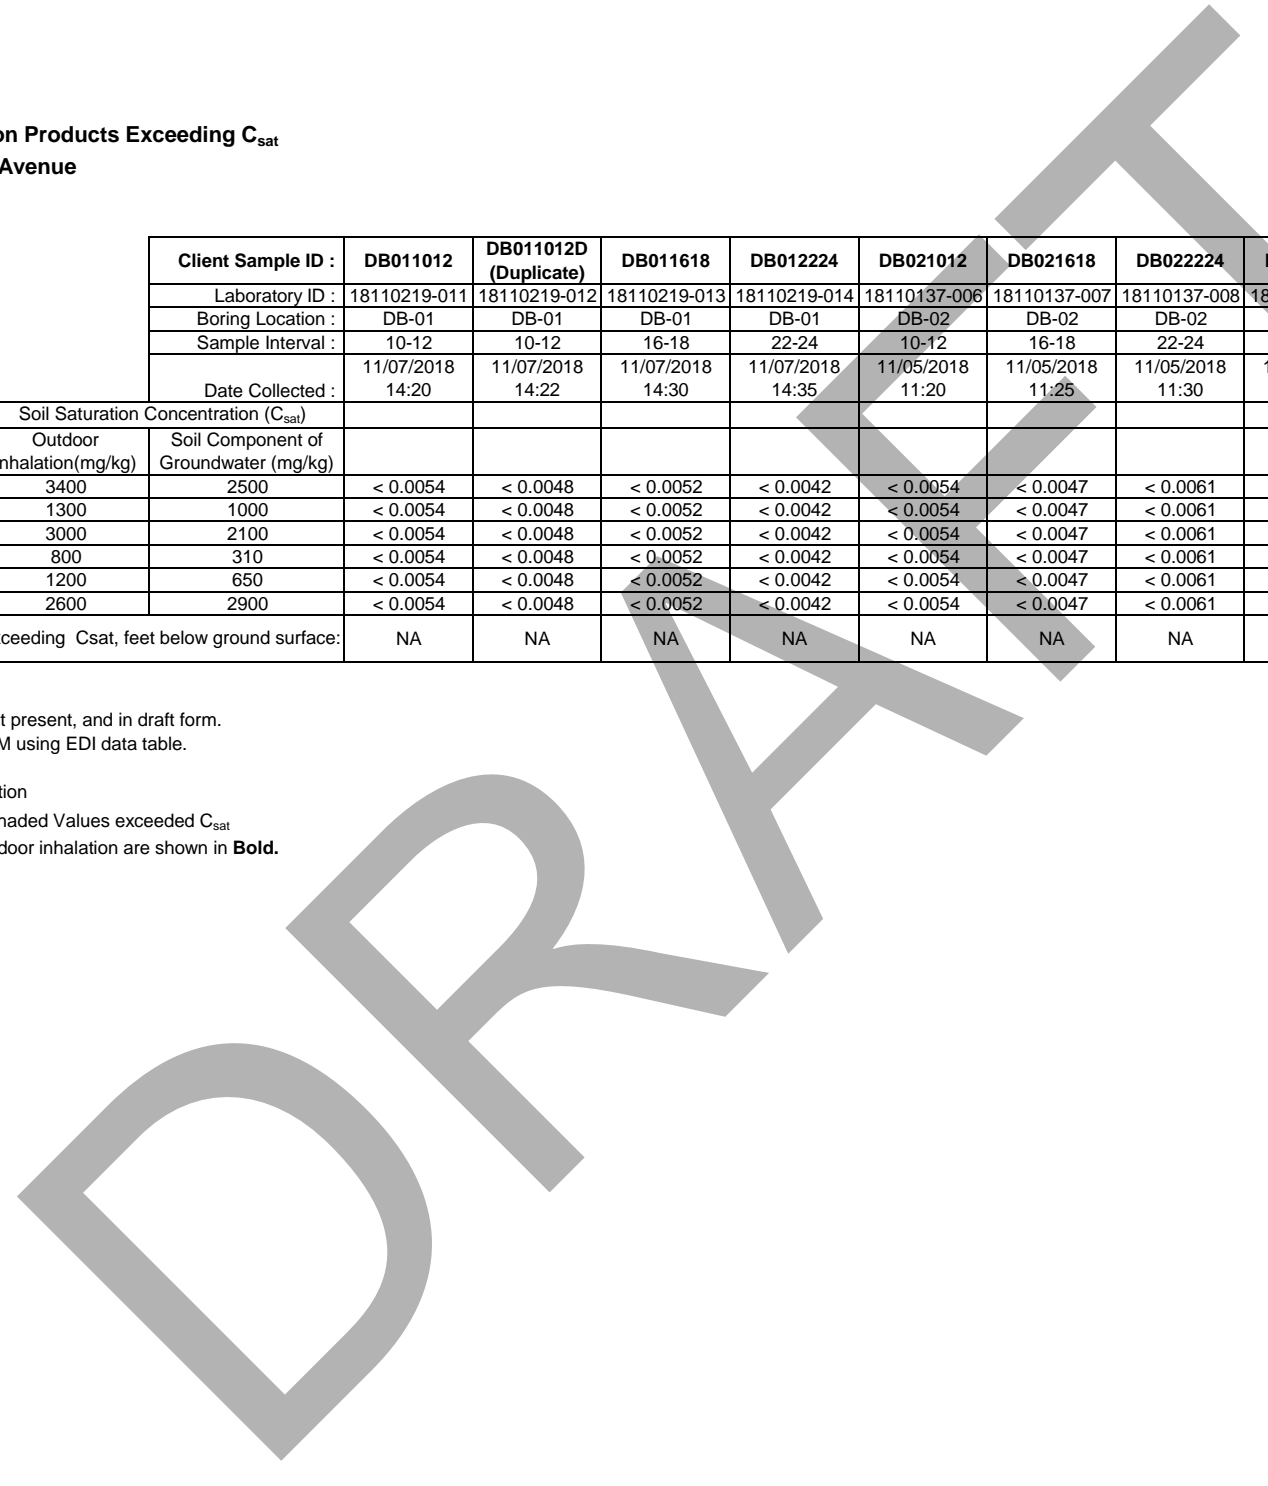 on Products Exceeding Csat
Avenue
Client Sample ID : DB011012 DB011012D (Duplicate) DB011618 DB012224 DB021012 DB021618 DB022224
Laboratory ID : 18110219-011 18110219-012 18110219-013 18110219-014 18110137-006 18110137-007 18110137-008 18
Boring Location : DB-01 DB-01 DB-01 DB-01 DB-02 DB-02 DB-02
Sample Interval : 10-12 10-12 16-18 22-24 10-12 16-18 22-24
11/07/2018 11/07/2018 11/07/2018 11/07/2018 11/05/2018 11/05/2018 11/05/2018 1
Date Collected : 14:20 14:22 14:30 14:35 11:20 11:25 11:30
Soil Saturation Concentration (Csat)
Outdoor Soil Component of
nhalation(mg/kg) Groundwater (mg/kg)
3400 2500 < 0.0054 < 0.0048 < 0.0052 < 0.0042 < 0.0054 < 0.0047 < 0.0061
1300 1000 < 0.0054 < 0.0048 < 0.0052 < 0.0042 < 0.0054 < 0.0047 < 0.0061
3000 2100 < 0.0054 < 0.0048 < 0.0052 < 0.0042 < 0.0054 < 0.0047 < 0.0061
800 310 < 0.0054 < 0.0048 < 0.0052 < 0.0042 < 0.0054 < 0.0047 < 0.0061
1200 650 < 0.0054 < 0.0048 < 0.0052 < 0.0042 < 0.0054 < 0.0047 < 0.0061
2600 2900 < 0.0054 < 0.0048 < 0.0052 < 0.0042 < 0.0054 < 0.0047 < 0.0061
ceeding Csat, feet below ground surface: NA NA NA NA NA NA NA
t present, and in draft form.
M using EDI data table.
tion
haded Values exceeded Csat
door inhalation are shown in Bold.
DRAFT